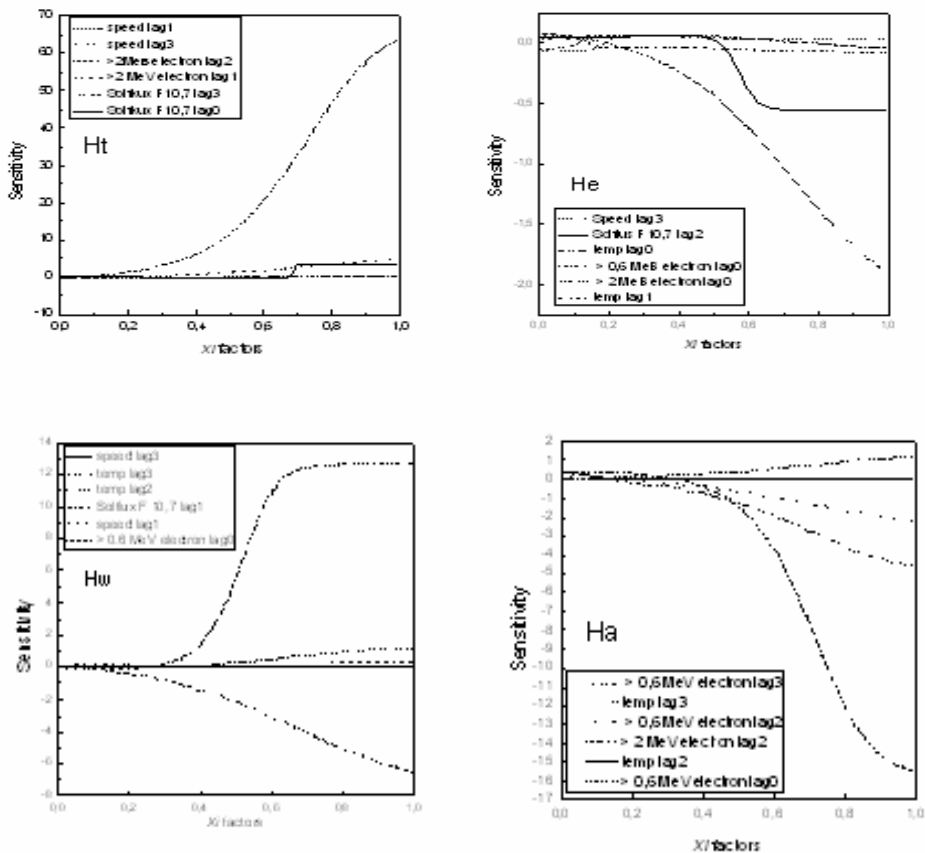 70
60
50
40
30
20
10
0
-10
Sensitivity
speed lag1
speed lag3
>2MeB electron lag2
>2 MeV electron lag1
Solflux F 10,7 lag3
Solflux F 10,7 lag0
Ht
0,0 0,2 0,4 0,6 0,8 1,0
Xi factors
0,0
-0,5
-1,0
-1,5
-2,0
Sensitivity
He
Speed lag3
Solflus F 10,7 lag2
temp lag0
> 0,6 MeB electron lag0
> 2MeB electron lag0
temp lag1
0,0 0,2 0,4 0,6 0,8 1,0
Xi factors
14
12
10
8
6
4
2
0
-2
-4
-6
-8
Sensitivity
speed lag3
temp lag3
temp lag2
Solflux F 10,7 lag1
speed lag1
> 0.6 MeV electron lag0
Hw
0,0 0,2 0,4 0,6 0,8 1,0
Xi factors
2
1
0
-1
-2
-3
-4
-5
-6
-7
-8
-9
-10
-11
-12
-13
-14
-15
-16
-17
Sensitivity
Ha
> 0,6 MeV electron lag3
temp lag3
> 0,6 MeV electron lag2
> 2 MeV electron lag2
temp lag2
> 0,6 MeV electron lag0
0,0 0,2 0,4 0,6 0,8 1,0
Xi factors